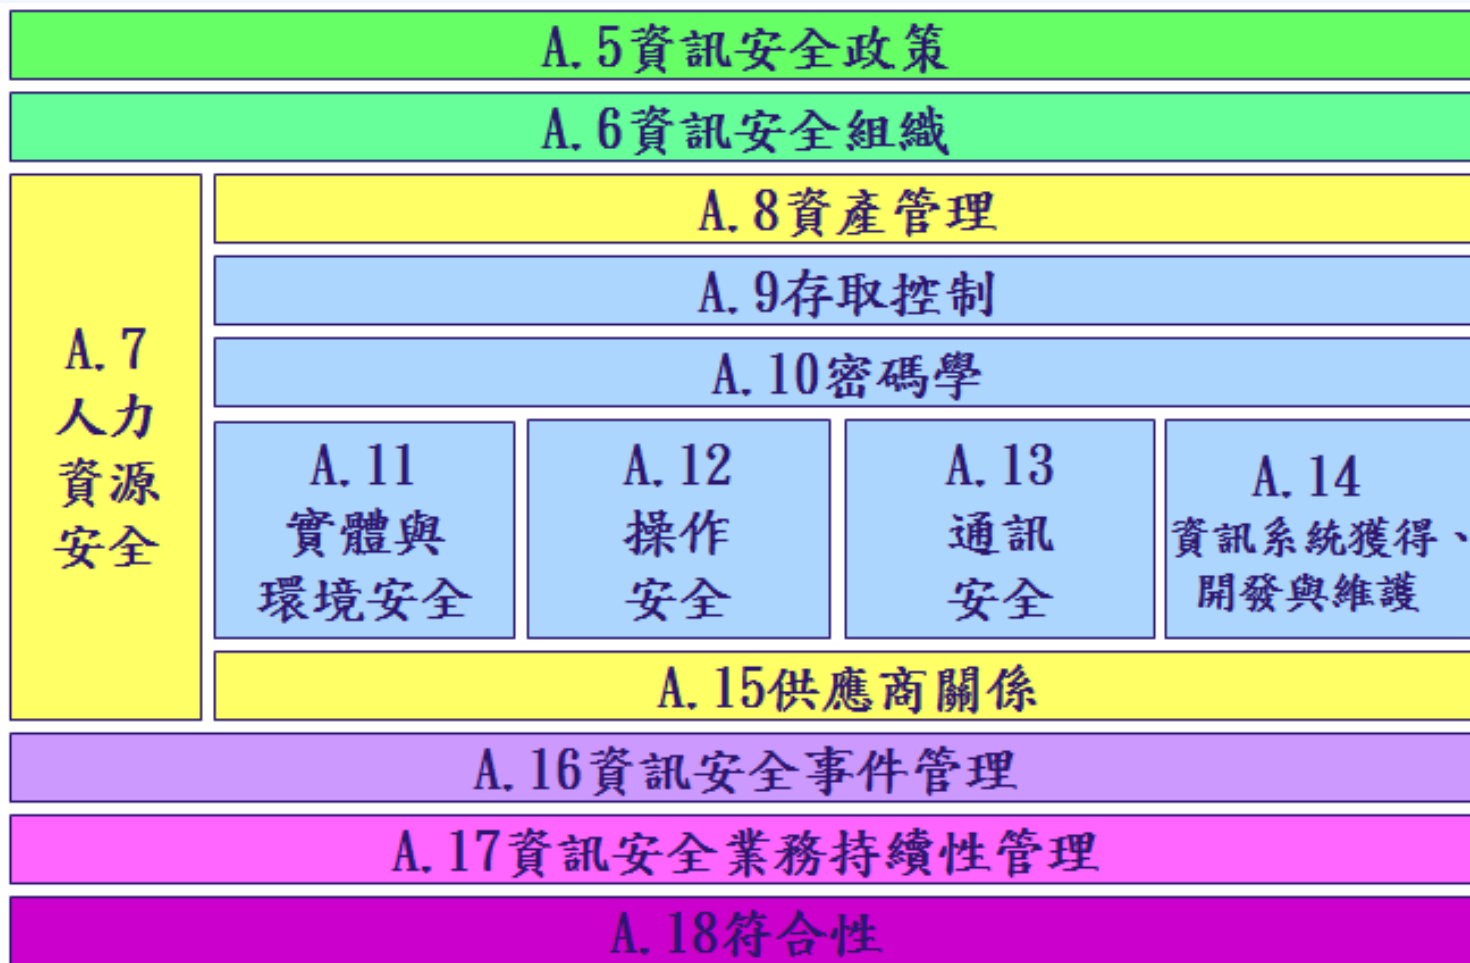 A.5資訊安全政策
A.6資訊安全組織
A.7
人力
資源
安全
A.8資產管理
A.9存取控制
A.10密碼學
A.11
實體與
環境安全
A.12
操作
安全
A.13
通訊
安全
A.14
資訊系統獲得、
開發與維護
A.15供應商關係
A.16資訊安全事件管理
A.17資訊安全業務持續性管理
A.18符合性